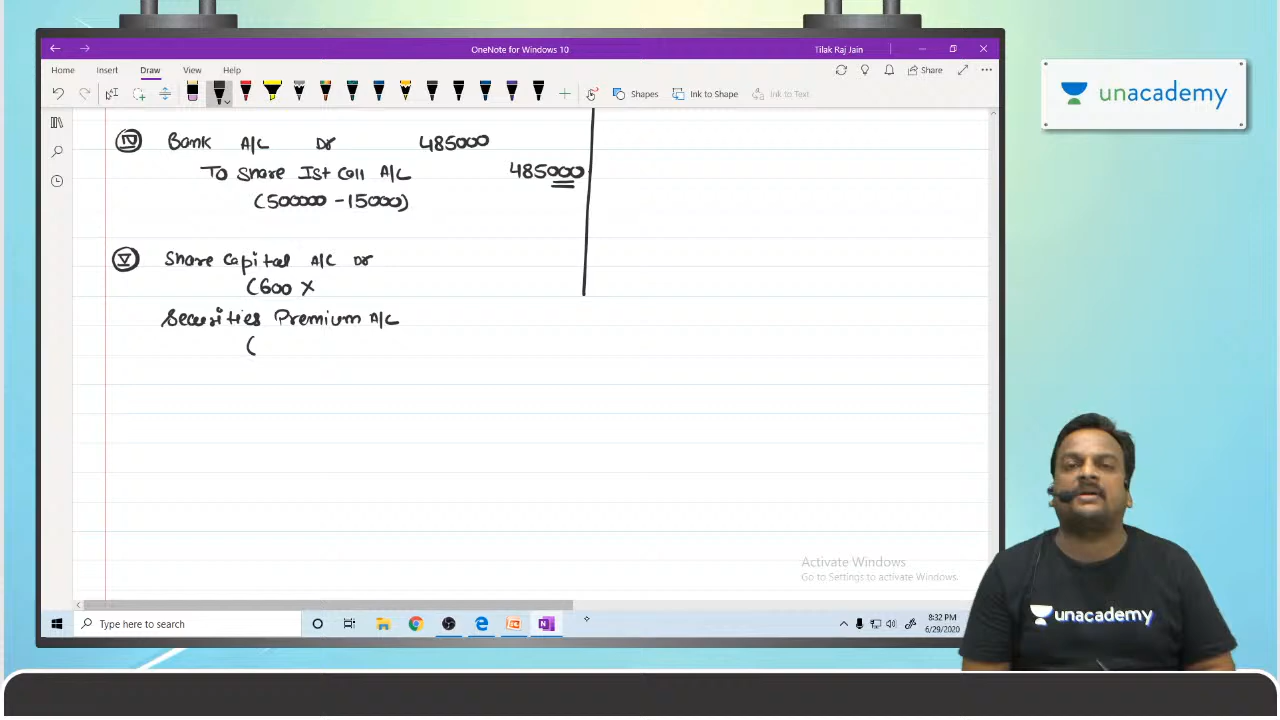 OneNote for Windows 10
Tilak Raj Jain
Home Insert Draw View Help
Share
Shapes
Ink to Shape
Ink to Text
unacademy
IV Bank A/C Dr 485000
To Share Ist Call A/C 485000
(500000 - 15000)
V Share Capital A/C Dr
(600 X
Securities Premium A/C
(
Activate Windows
Go to Settings to activate Windows.
Type here to search
8:32 PM
6/29/2020
unacademy